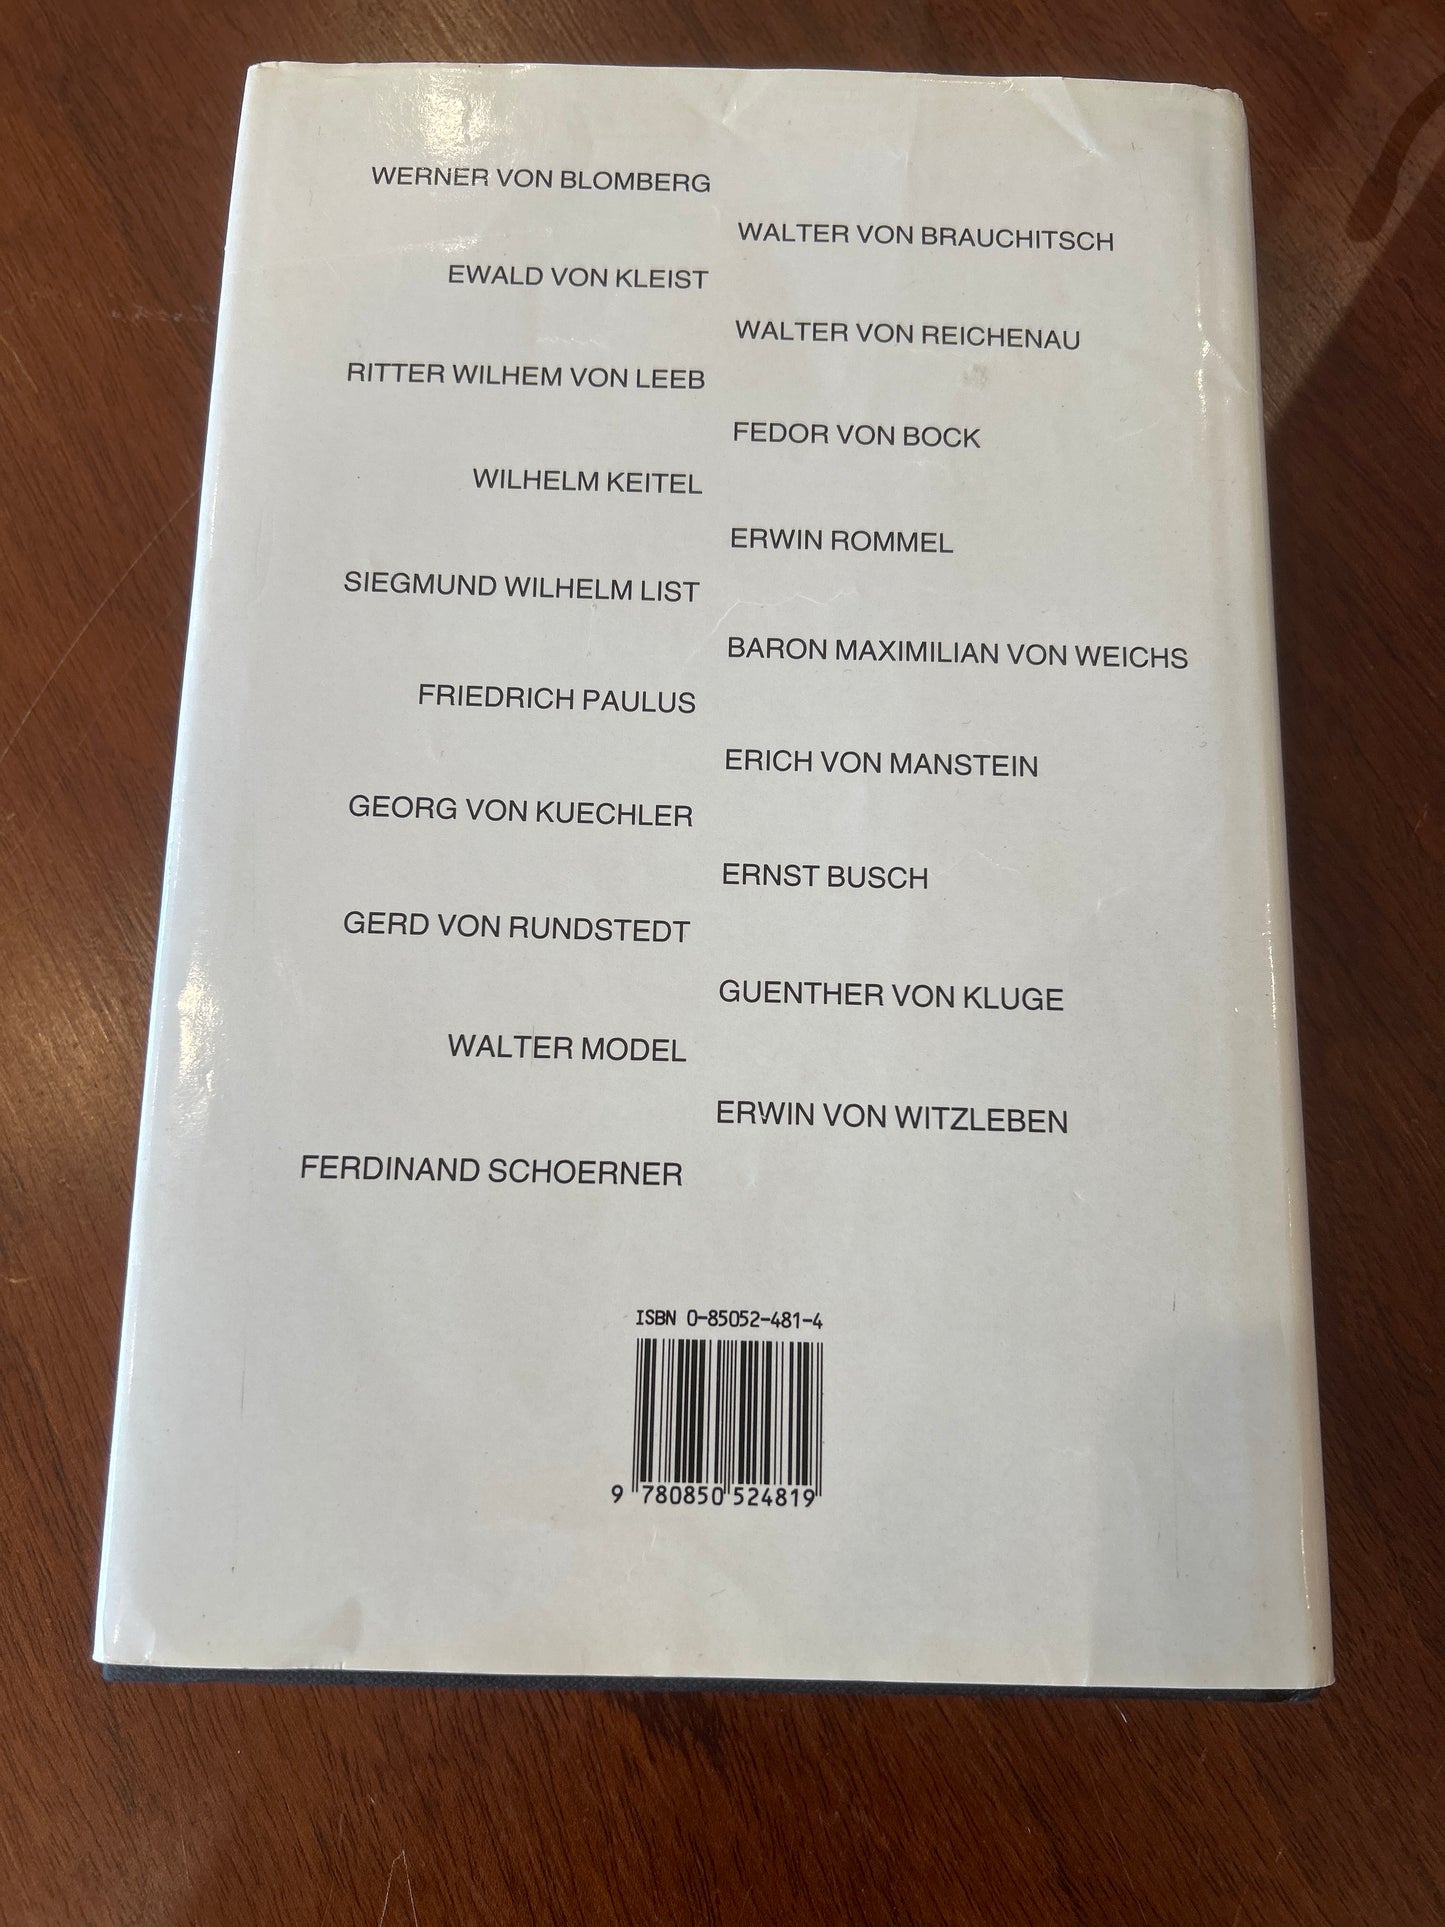 WERNER VON BLOMBERG
WALTER VON BRAUCHITSCH
EWALD VON KLEIST
WALTER VON REICHENAU
RITTER WILHEM VON LEEB
FEDOR VON BOCK
WILHELM KEITEL
ERWIN ROMMEL
SIEGMUND WILHELM LIST
BARON MAXIMILIAN VON WEICHS
FRIEDRICH PAULUS
ERICH VON MANSTEIN
GEORG VON KUECHLER
ERNST BUSCH
GERD VON RUNDSTEDT
GUENTHER VON KLUGE
WALTER MODEL
ERWIN VON WITZLEBEN
FERDINAND SCHOERNER
ISBN 0-85052-481-4
9 780850 524819